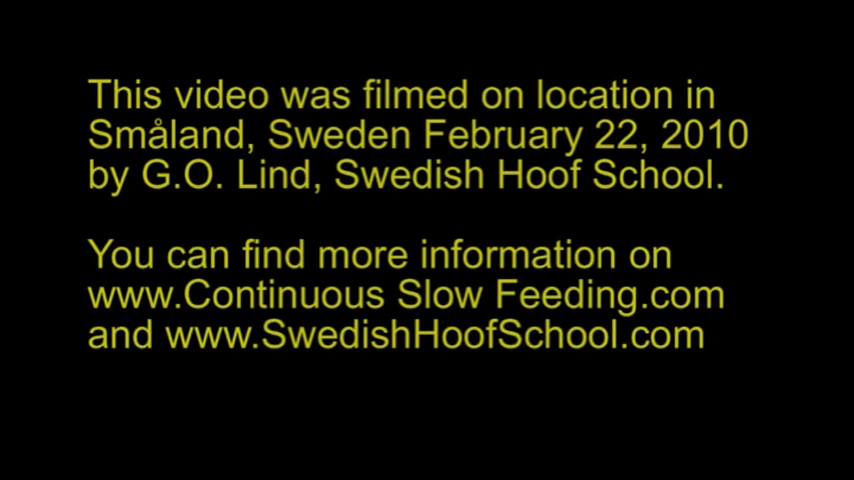 This video was filmed on location in
Småland, Sweden February 22, 2010
by G.O. Lind, Swedish Hoof School.
You can find more information on
www.Continuous Slow Feeding.com
and www.SwedishHoofSchool.com